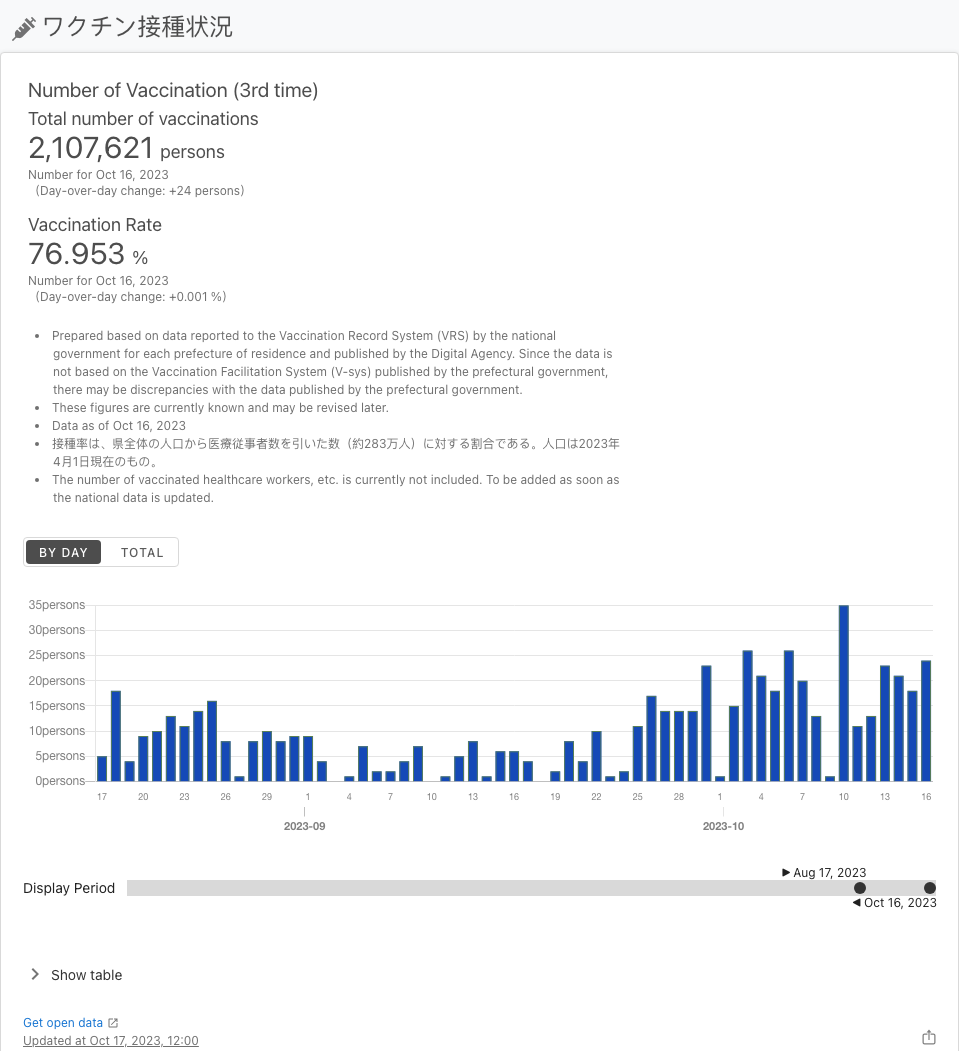 ワクチン接種状況
Number of Vaccination (3rd time)
Total number of vaccinations
2,107,621 persons
Number for Oct 16, 2023
(Day-over-day change: +24 persons)
Vaccination Rate
76.953 %
Number for Oct 16, 2023
(Day-over-day change: +0.001 %)
• Prepared based on data reported to the Vaccination Record System (VRS) by the national
government for each prefecture of residence and published by the Digital Agency. Since the data is
not based on the Vaccination Facilitation System (V-sys) published by the prefectural government,
there may be discrepancies with the data published by the prefectural government.
• These figures are currently known and may be revised later.
• Data as of Oct 16, 2023
• 接種率は、県全体の人口から医療従事者数を引いた数（約283万人）に対する割合である。人口は2023年
4月1日現在のもの。
• The number of vaccinated healthcare workers, etc. is currently not included. To be added as soon as
the national data is updated.
BY DAY TOTAL
35persons
30persons
25persons
20persons
15persons
10persons
5persons
0persons
17 20 23 26 29 1 4 7 10 13 16 19 22 25 28 1 4 7 10 13 16
2023-09 2023-10
Aug 17, 2023
Display Period
Oct 16, 2023
Show table
Get open data
Updated at Oct 17, 2023, 12:00